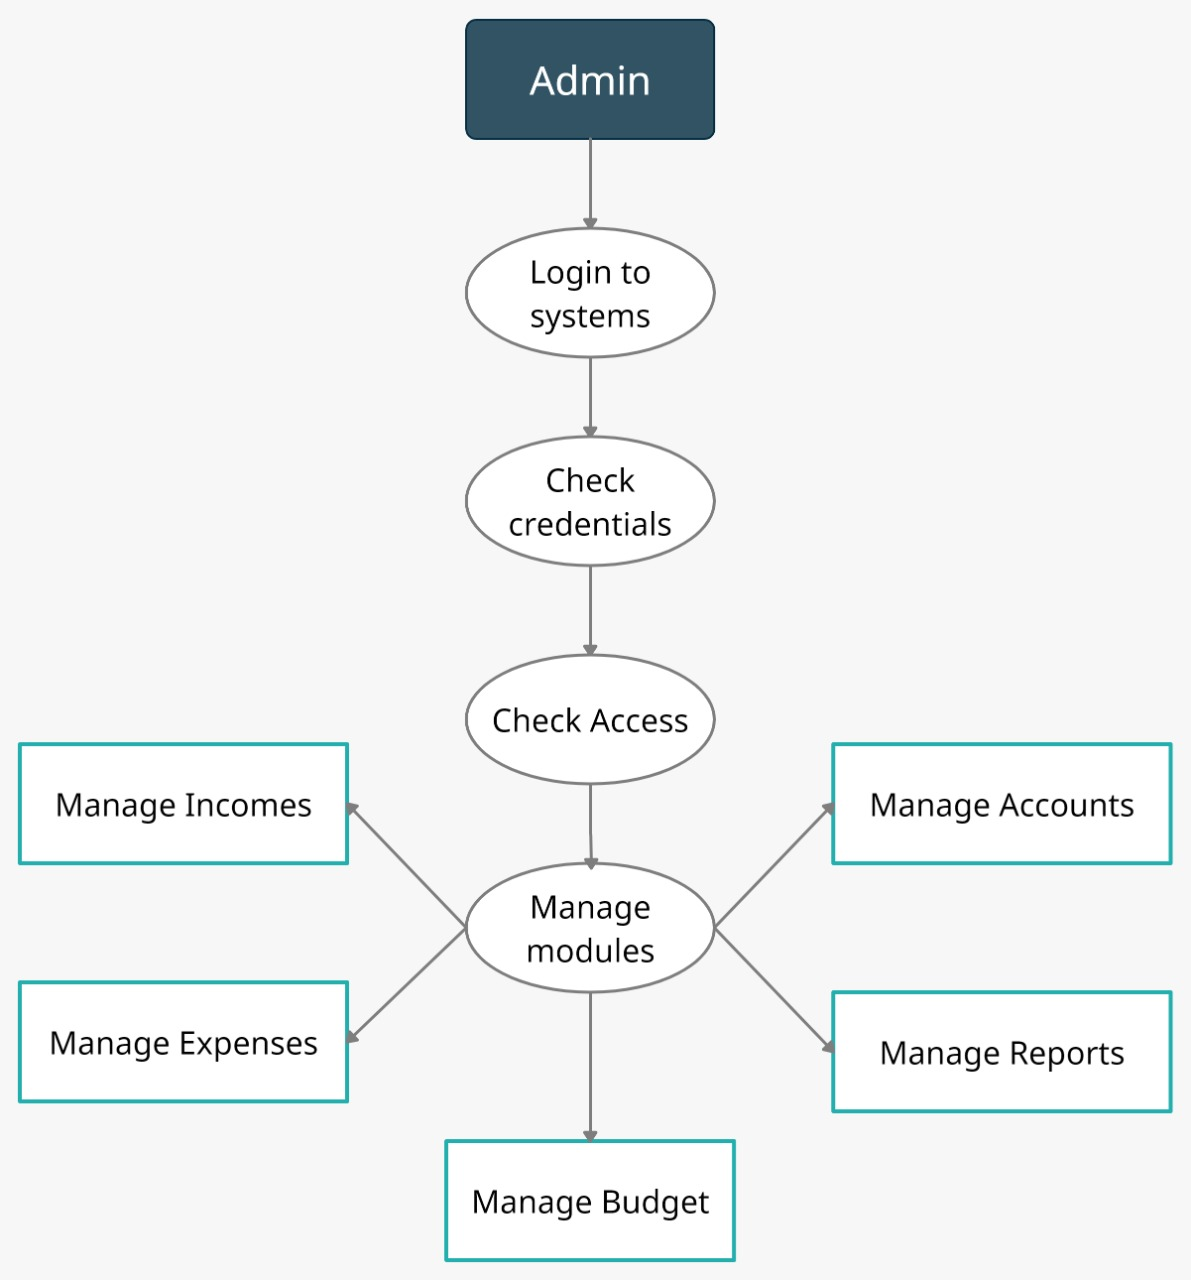 Admin
Login to
systems
Check
credentials
Check Access
Manage Incomes
Manage Accounts
Manage
modules
Manage Expenses
Manage Reports
Manage Budget